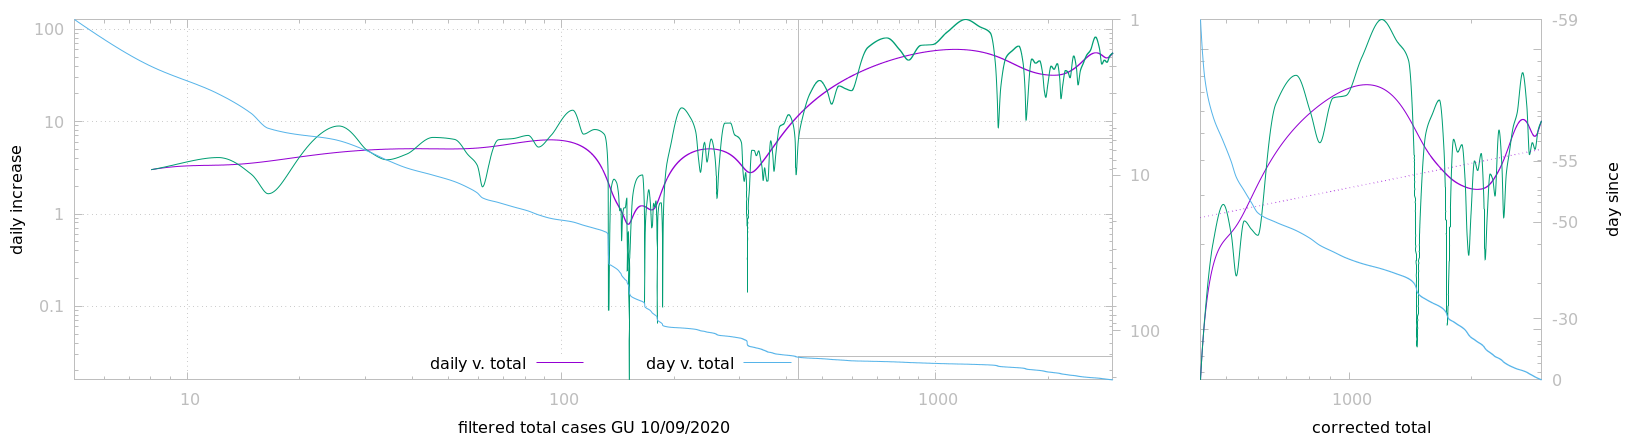 100
10
1
0.1
daily increase
daily v. total
day v. total
10
100
1000
filtered total cases GU 10/09/2020
1
10
100
1000
corrected total
-59
-55
-50
-30
0
day since